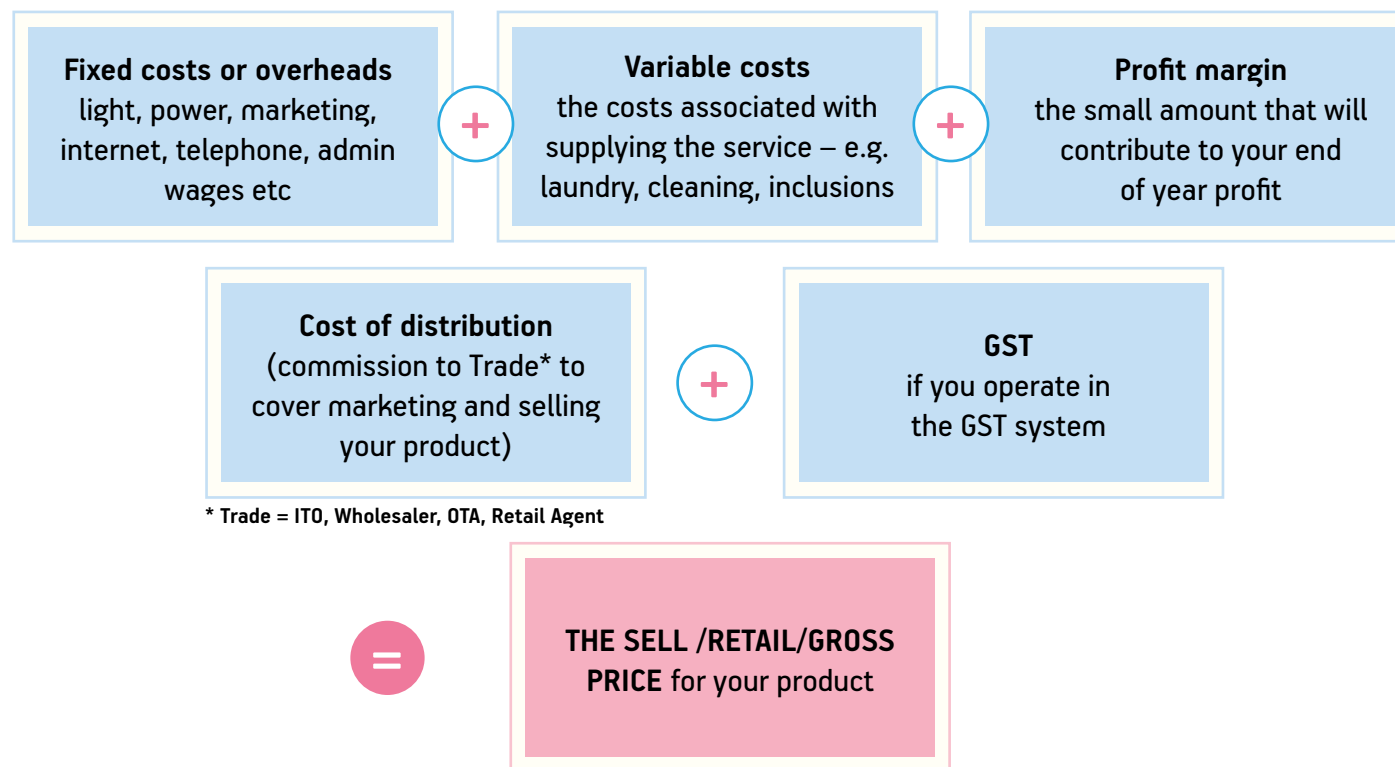 Fixed costs or overheads
light, power, marketing,
internet, telephone, admin
wages etc
+
Variable costs
the costs associated with
supplying the service – e.g.
laundry, cleaning, inclusions
+
Profit margin
the small amount that will
contribute to your end
of year profit
Cost of distribution
(commission to Trade* to
cover marketing and selling
your product)
+
GST
if you operate in
the GST system
* Trade = ITO, Wholesaler, OTA, Retail Agent
=
THE SELL /RETAIL/GROSS
PRICE for your product